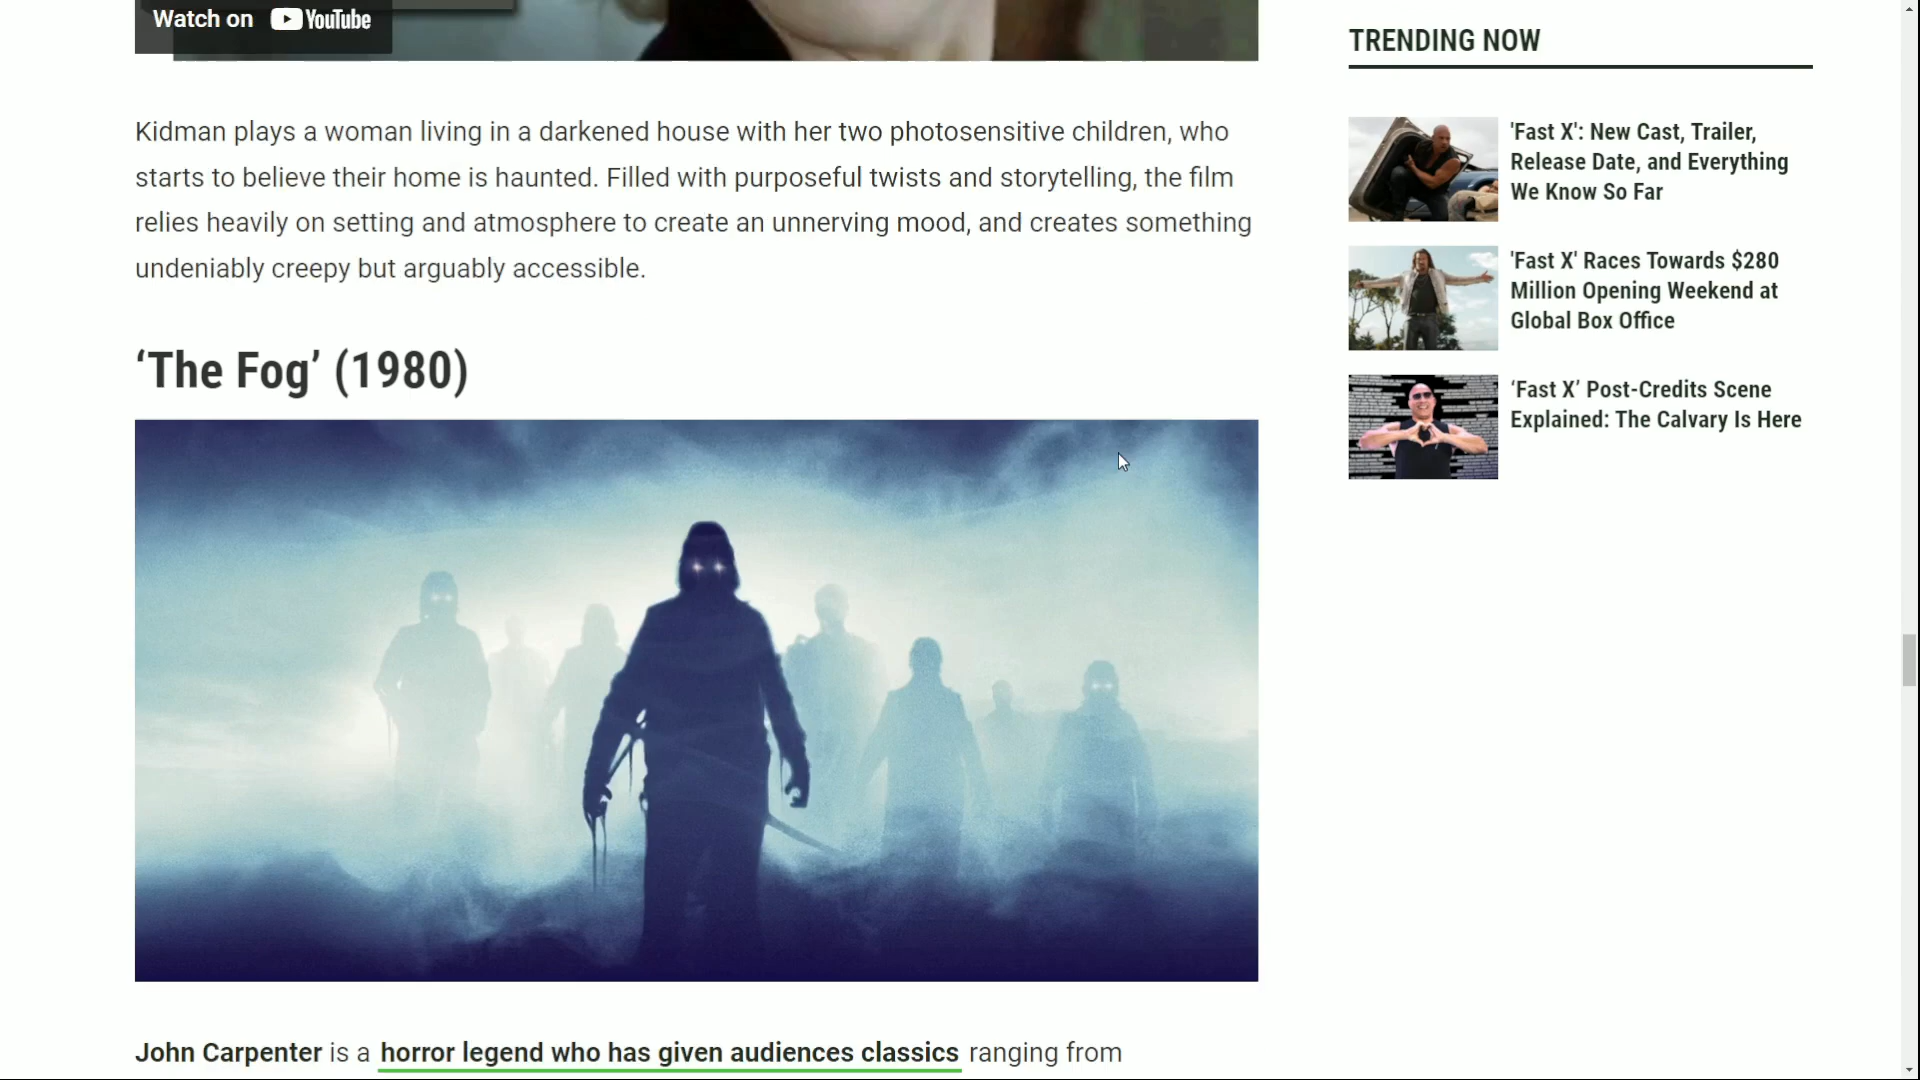 Watch on YouTube
Kidman plays a woman living in a darkened house with her two photosensitive children, who
starts to believe their home is haunted. Filled with purposeful twists and storytelling, the film
relies heavily on setting and atmosphere to create an unnerving mood, and creates something
undeniably creepy but arguably accessible.
‘The Fog’ (1980)
John Carpenter is a horror legend who has given audiences classics ranging from
TRENDING NOW
'Fast X': New Cast, Trailer,
Release Date, and Everything
We Know So Far
'Fast X' Races Towards $280
Million Opening Weekend at
Global Box Office
‘Fast X’ Post-Credits Scene
Explained: The Calvary Is Here